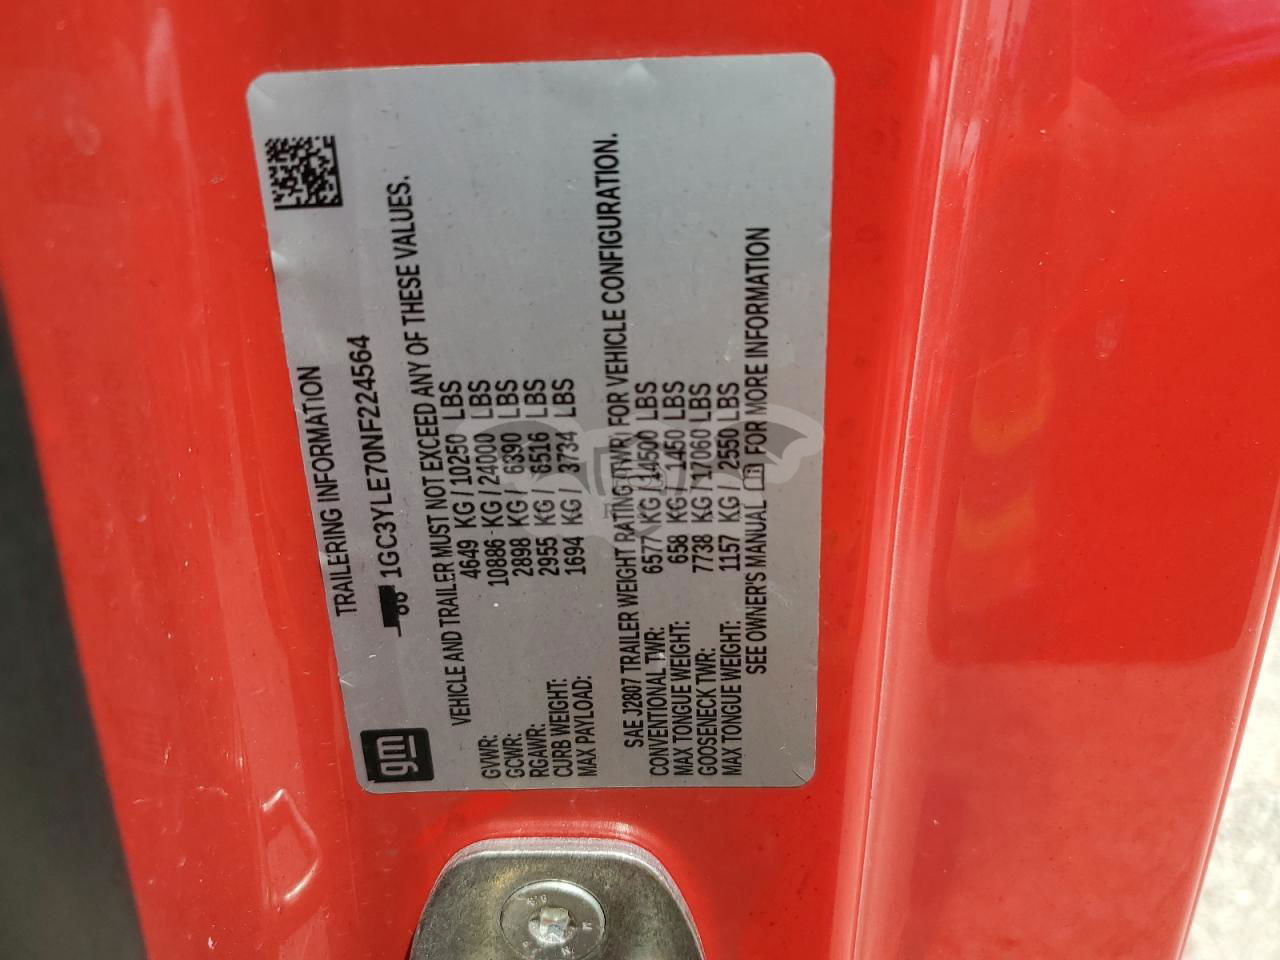 TRAILERING INFORMATION
gm
1GC3YLE70NF224564
VEHICLE AND TRAILER MUST NOT EXCEED ANY OF THESE VALUES.
GVWR: 4649 KG / 10250 LBS
GCWR: 10886 KG / 24000 LBS
RGAWR: 2898 KG / 6390 LBS
CURB WEIGHT: 2955 KG / 6516 LBS
MAX PAYLOAD: 1694 KG / 3734 LBS
SAE J2807 TRAILER WEIGHT RATING (TWR) FOR VEHICLE CONFIGURATION.
CONVENTIONAL TWR: 6577 KG / 14500 LBS
MAX TONGUE WEIGHT: 658 KG / 1450 LBS
GOOSENECK TWR: 7738 KG / 17060 LBS
MAX TONGUE WEIGHT: 1157 KG / 2550 LBS
SEE OWNER'S MANUAL FOR MORE INFORMATION